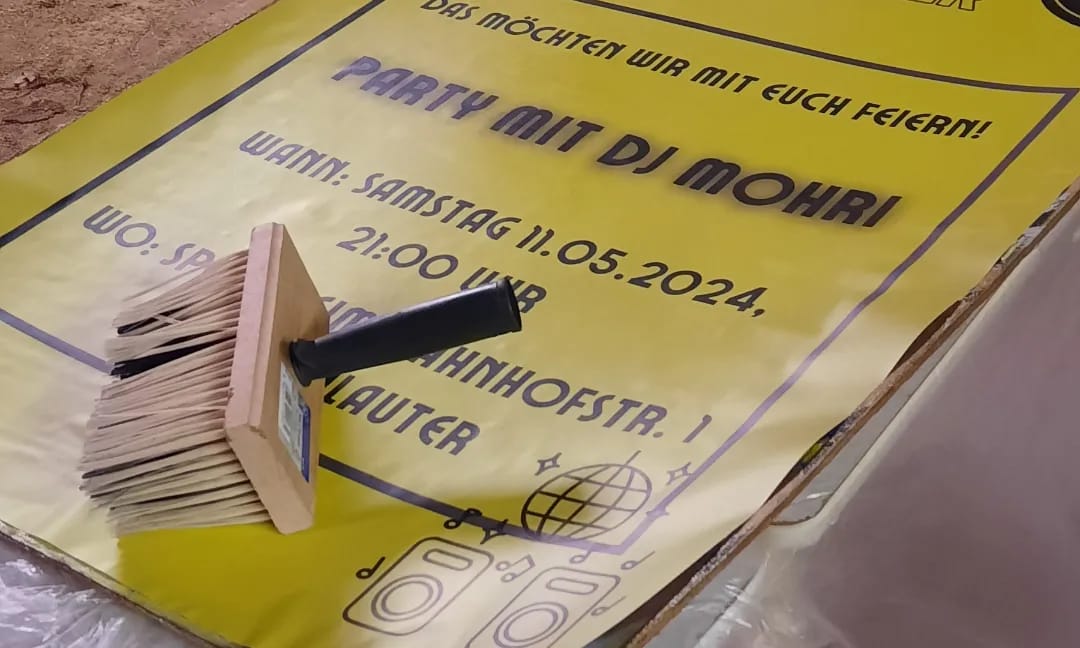 DAS MÖCHTEN WIR MIT EUCH FEIERN!
PARTY MIT DJ MOHRI
WANN: SAMSTAG 11.05.2024,
21:00 UHR
WO:
BAHNHOFSTR. 1
LAUTER